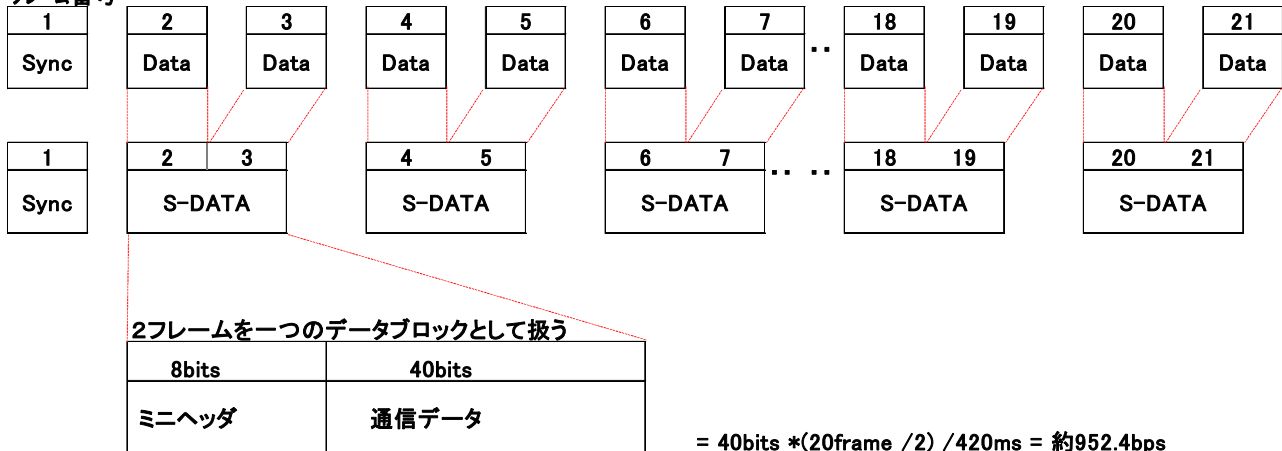 1 2 3 4 5 6 7 18 19 20 21
Sync Data Data Data Data Data Data ‥ Data Data Data Data
1 2 3 4 5 6 7 18 19 20 21
Sync S-DATA S-DATA S-DATA ‥ ‥ S-DATA S-DATA
2フレームを一つのデータブロックとして扱う
8bits 40bits
ミニヘッダ 通信データ
= 40bits *(20frame /2) /420ms = 約952.4bps